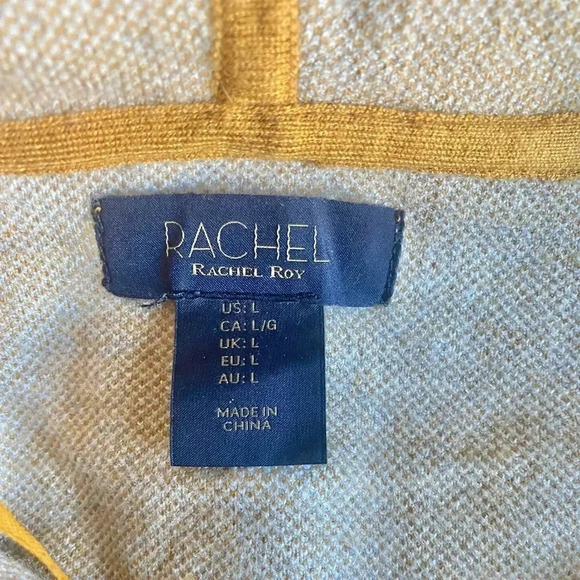 RACHEL
RACHEL ROY
US: L
CA: L/G
UK: L
EU: L
AU: L
MADE IN
CHINA